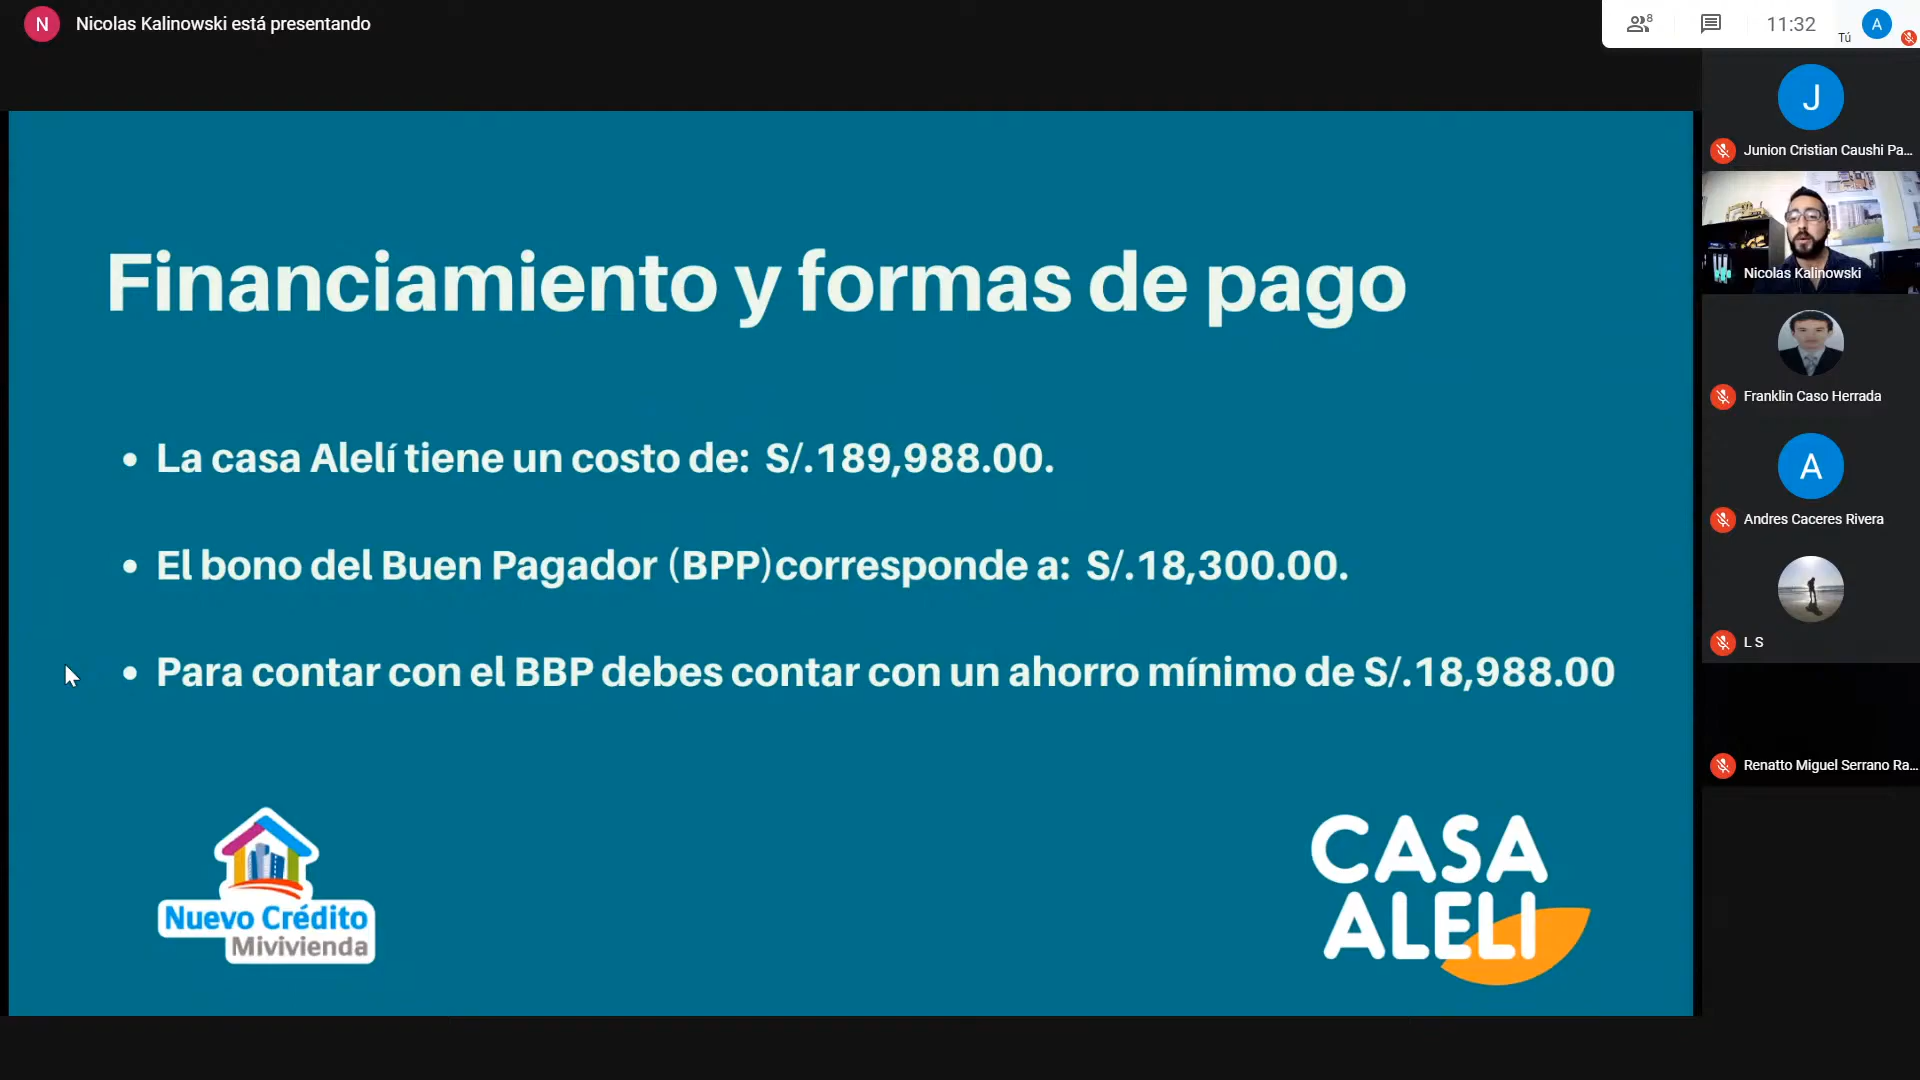 N
Nicolas Kalinowski está presentando
8
11:32
Tú
A
Financiamiento y formas de pago
• La casa Alelí tiene un costo de: S/.189,988.00.
• El bono del Buen Pagador (BPP)corresponde a: S/.18,300.00.
• Para contar con el BBP debes contar con un ahorro mínimo de S/.18,988.00
Nuevo Crédito
Mivivienda
CASA
ALELI
J
Junion Cristian Caushi Pa...
Nicolas Kalinowski
Franklin Caso Herrada
A
Andres Caceres Rivera
L S
Renatto Miguel Serrano Ra...